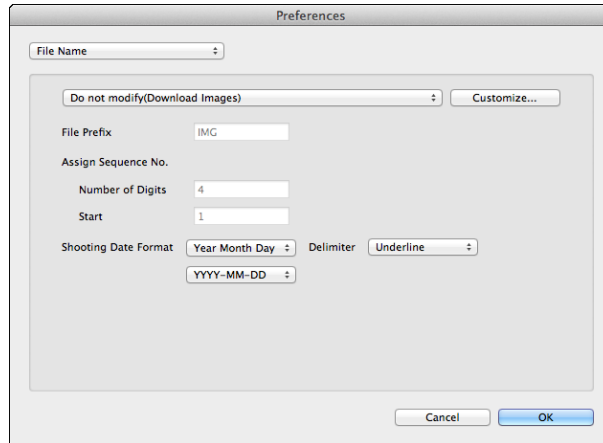 Preferences
File Name
Do not modify(Download Images) Customize...
File Prefix IMG
Assign Sequence No.
Number of Digits 4
Start 1
Shooting Date Format Year Month Day Delimiter Underline
YYYY-MM-DD
Cancel OK